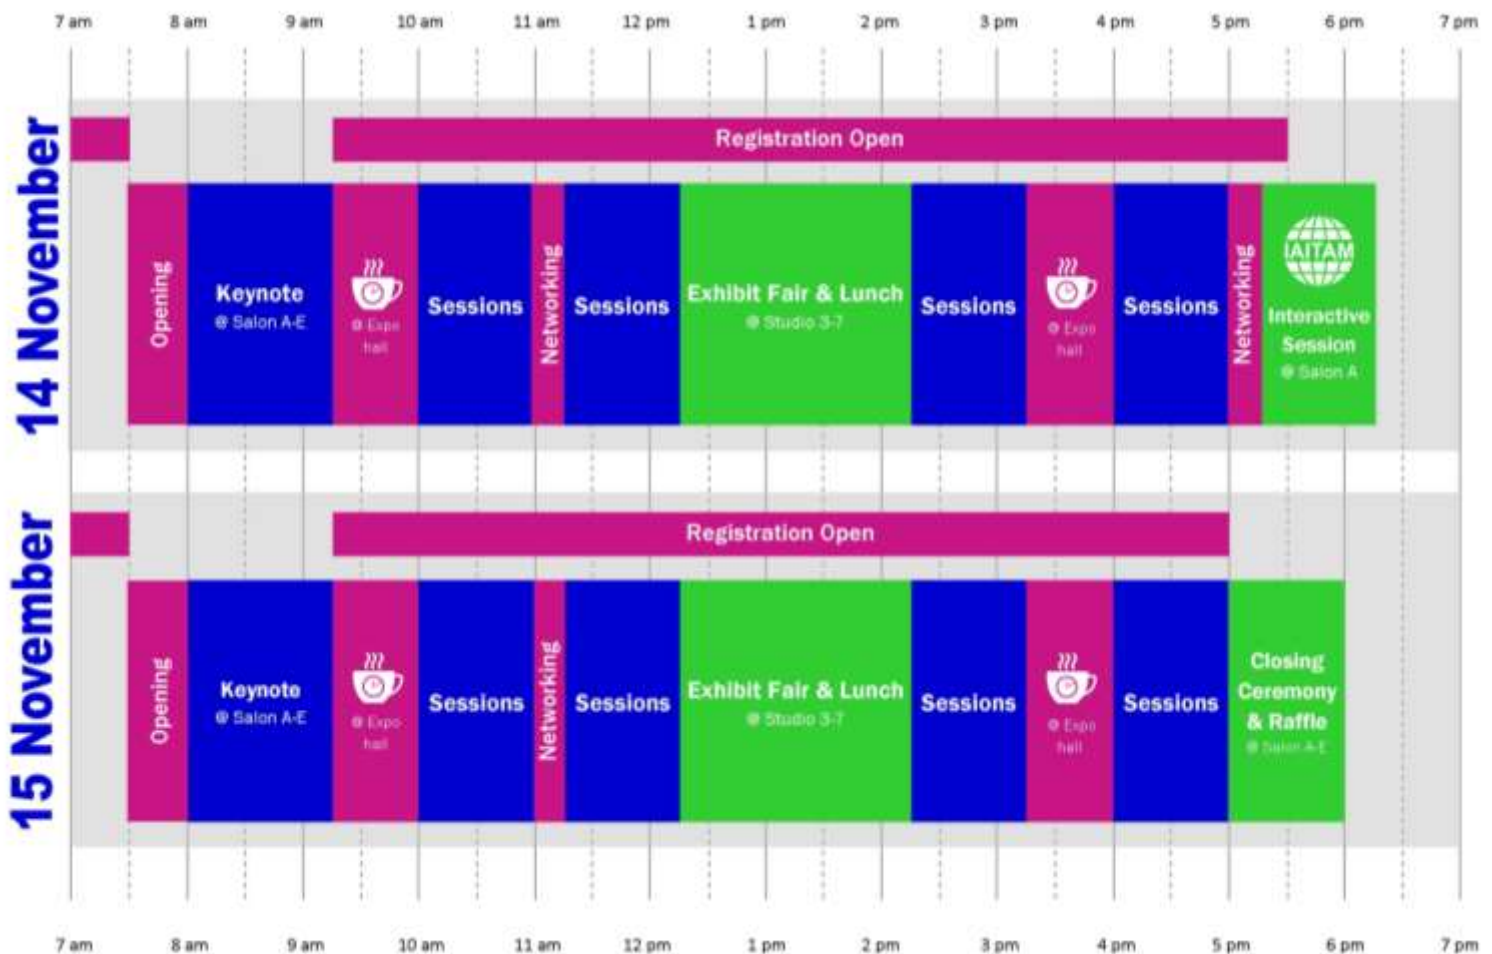 7 am 8 am 9 am 10 am 11 am 12 pm 1 pm 2 pm 3 pm 4 pm 5 pm 6 pm 7 pm
14 November
Registration Open
Opening
Keynote
@ Salon A-E
@ Expo
hall
Sessions
Networking
Sessions
Exhibit Fair & Lunch
@ Studio 3-7
Sessions
@ Expo
hall
Sessions
Networking
IAITAM
Interactive
Session
@ Salon A
15 November
Registration Open
Opening
Keynote
@ Salon A-E
@ Expo
hall
Sessions
Networking
Sessions
Exhibit Fair & Lunch
@ Studio 3-7
Sessions
@ Expo
hall
Sessions
Closing
Ceremony
& Raffle
@ Salon A-E
7 am 8 am 9 am 10 am 11 am 12 pm 1 pm 2 pm 3 pm 4 pm 5 pm 6 pm 7 pm